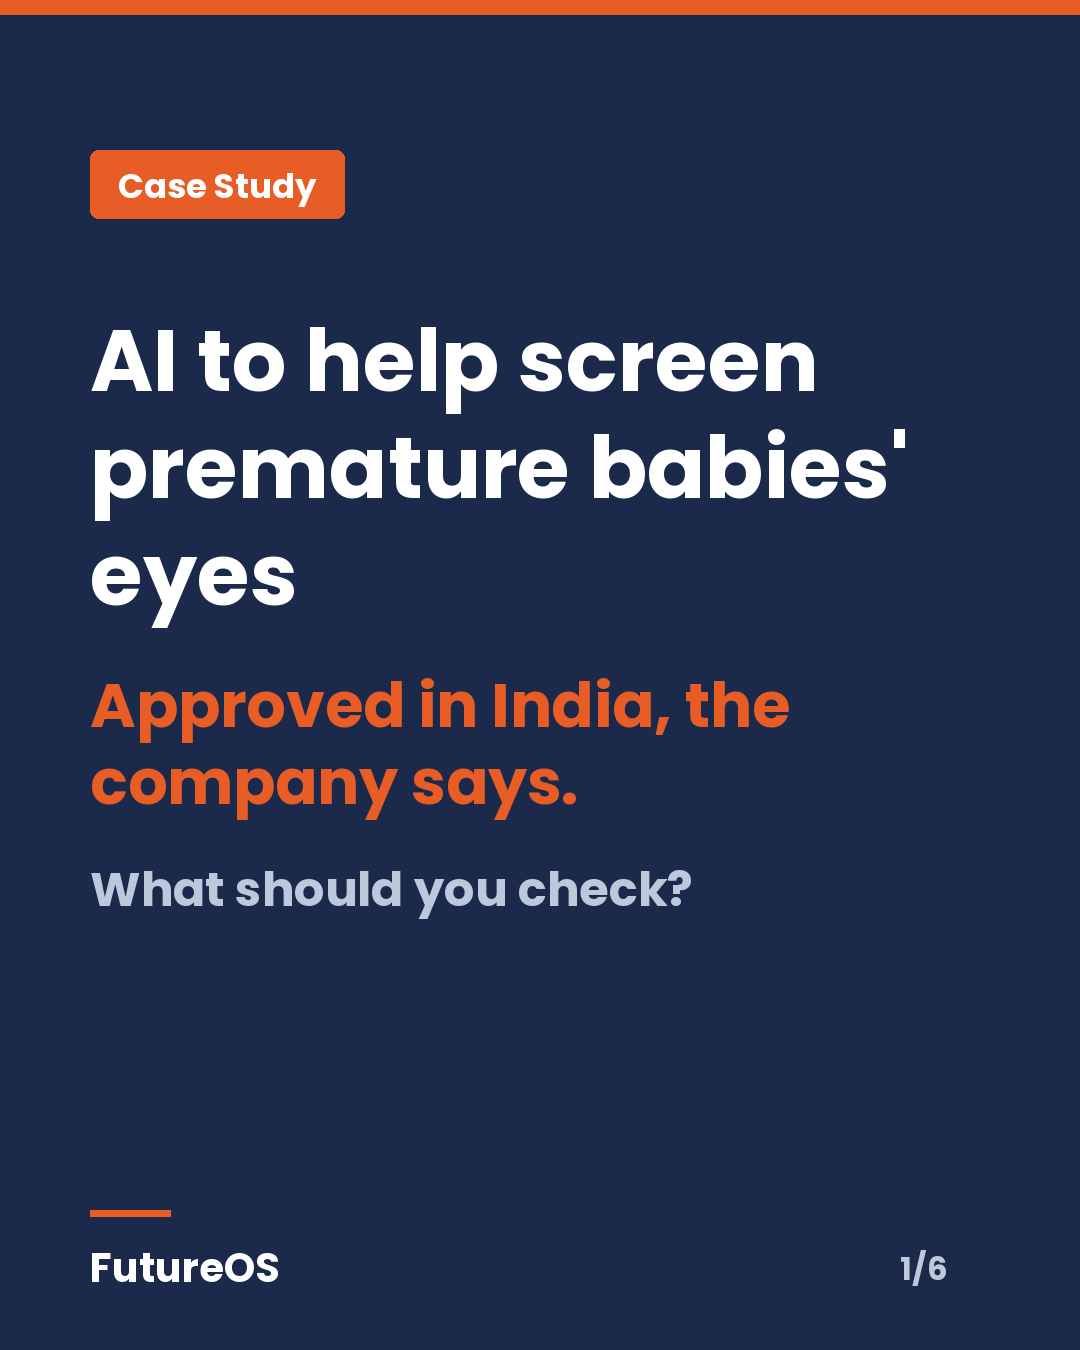 Case Study
AI to help screen
premature babies'
eyes
Approved in India, the
company says.
What should you check?
FutureOS
1/6